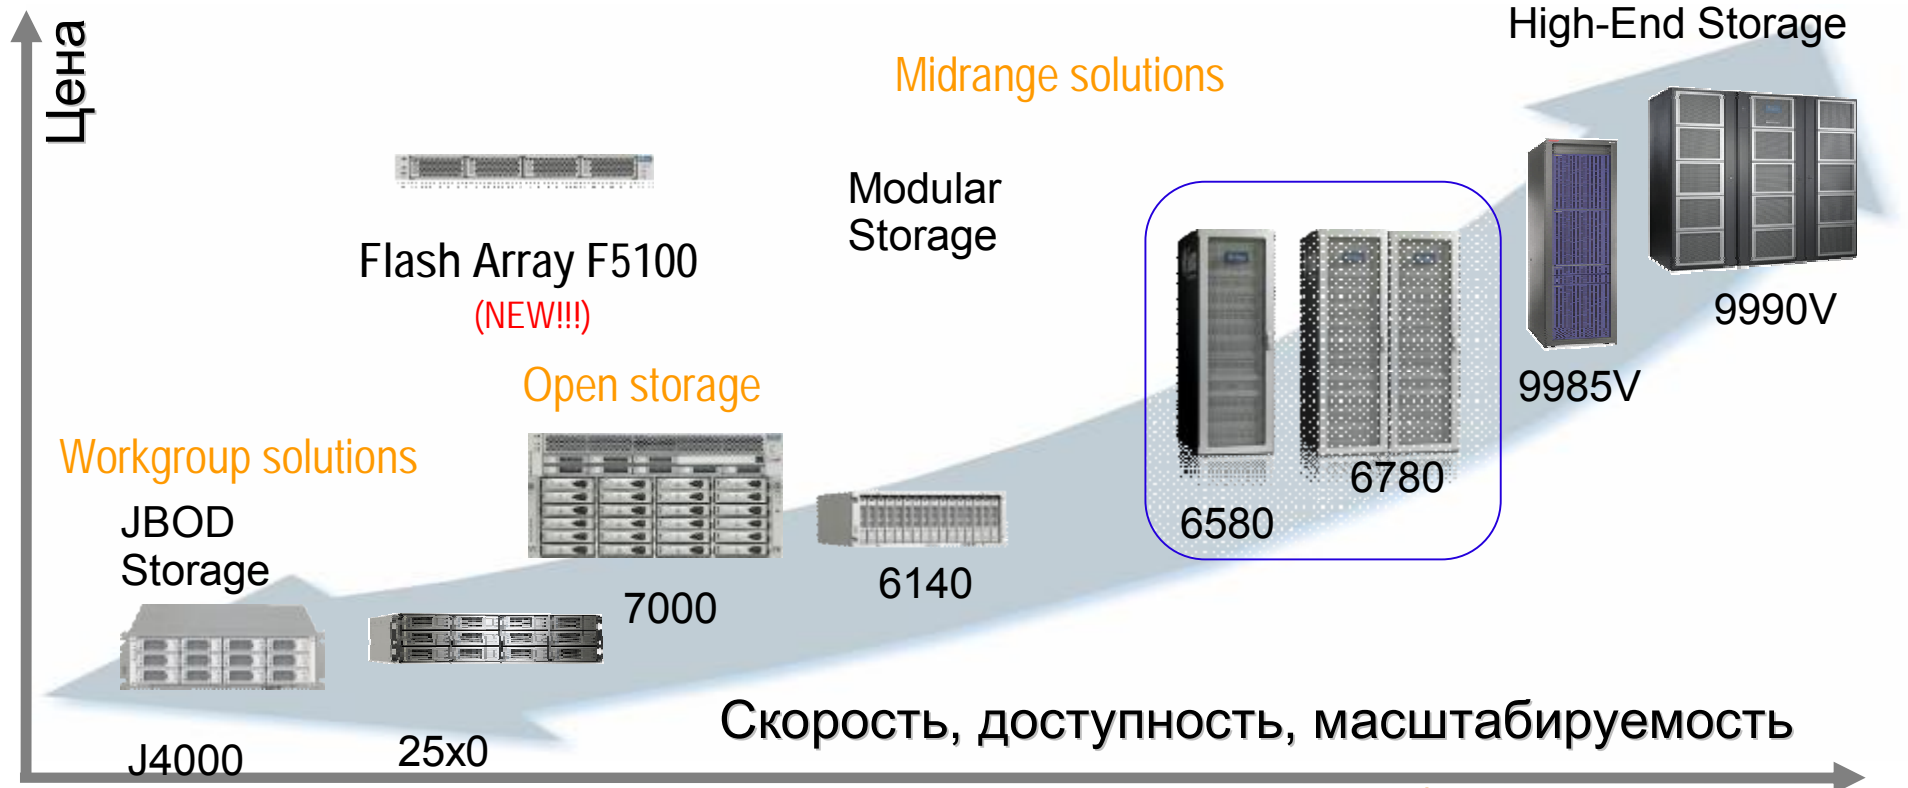 Цена
High-End Storage
Midrange solutions
Modular
Storage
Flash Array F5100
(NEW!!!)
9990V
9985V
Open storage
Workgroup solutions
JBOD
Storage
6780
6580
6140
7000
J4000
25x0
Скорость, доступность, масштабируемость